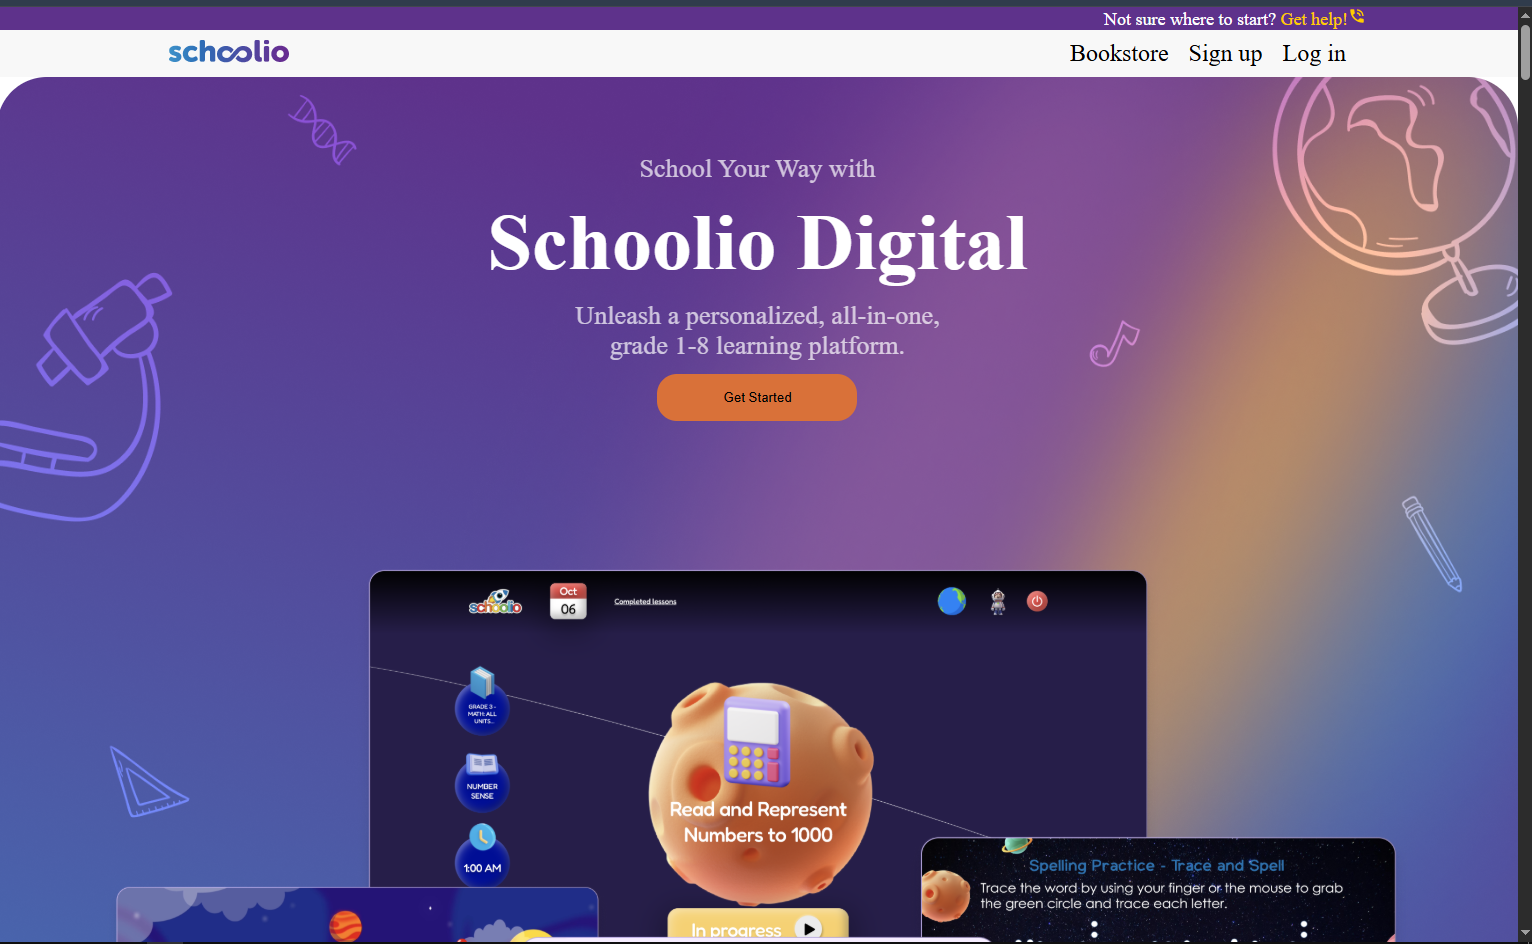 Not sure where to start? Get help!
schoolio
Bookstore Sign up Log in
School Your Way with
Schoolio Digital
Unleash a personalized, all-in-one,
grade 1-8 learning platform.
Get Started
schoolio
Oct
06
Completed lessons
GRADE 3 -
MATH: ALL
UNITS...
NUMBER
SENSE
1:00 AM
Read and Represent
Numbers to 1000
In progress
Spelling Practice - Trace and Spell
Trace the word by using your finger or the mouse to grab
the green circle and trace each letter.